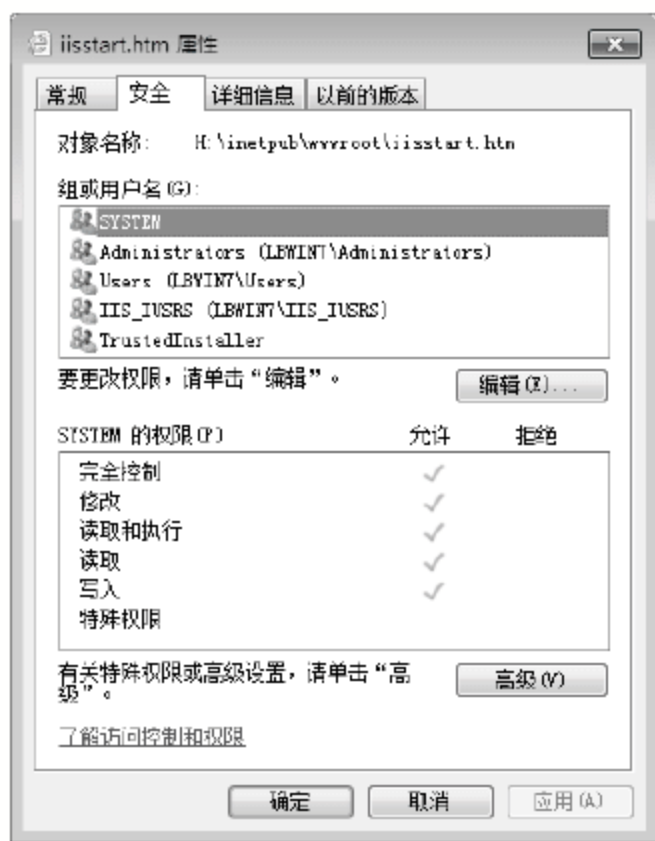 iisstart.htm 属性
常规 安全 详细信息 以前的版本
对象名称: H:\inetpub\wwwroot\iisstart.htm
组或用户名(G):
SYSTEM
Administrators (LBWIN7\Administrators)
Users (LBWIN7\Users)
IIS_IUSRS (LBWIN7\IIS_IUSRS)
TrustedInstaller
要更改权限，请单击“编辑”。 编辑(E)...
SYSTEM 的权限(P) 允许 拒绝
完全控制
修改
读取和执行
读取
写入
特殊权限
有关特殊权限或高级设置，请单击“高
级”。 高级(V)
了解访问控制和权限
确定 取消 应用(A)